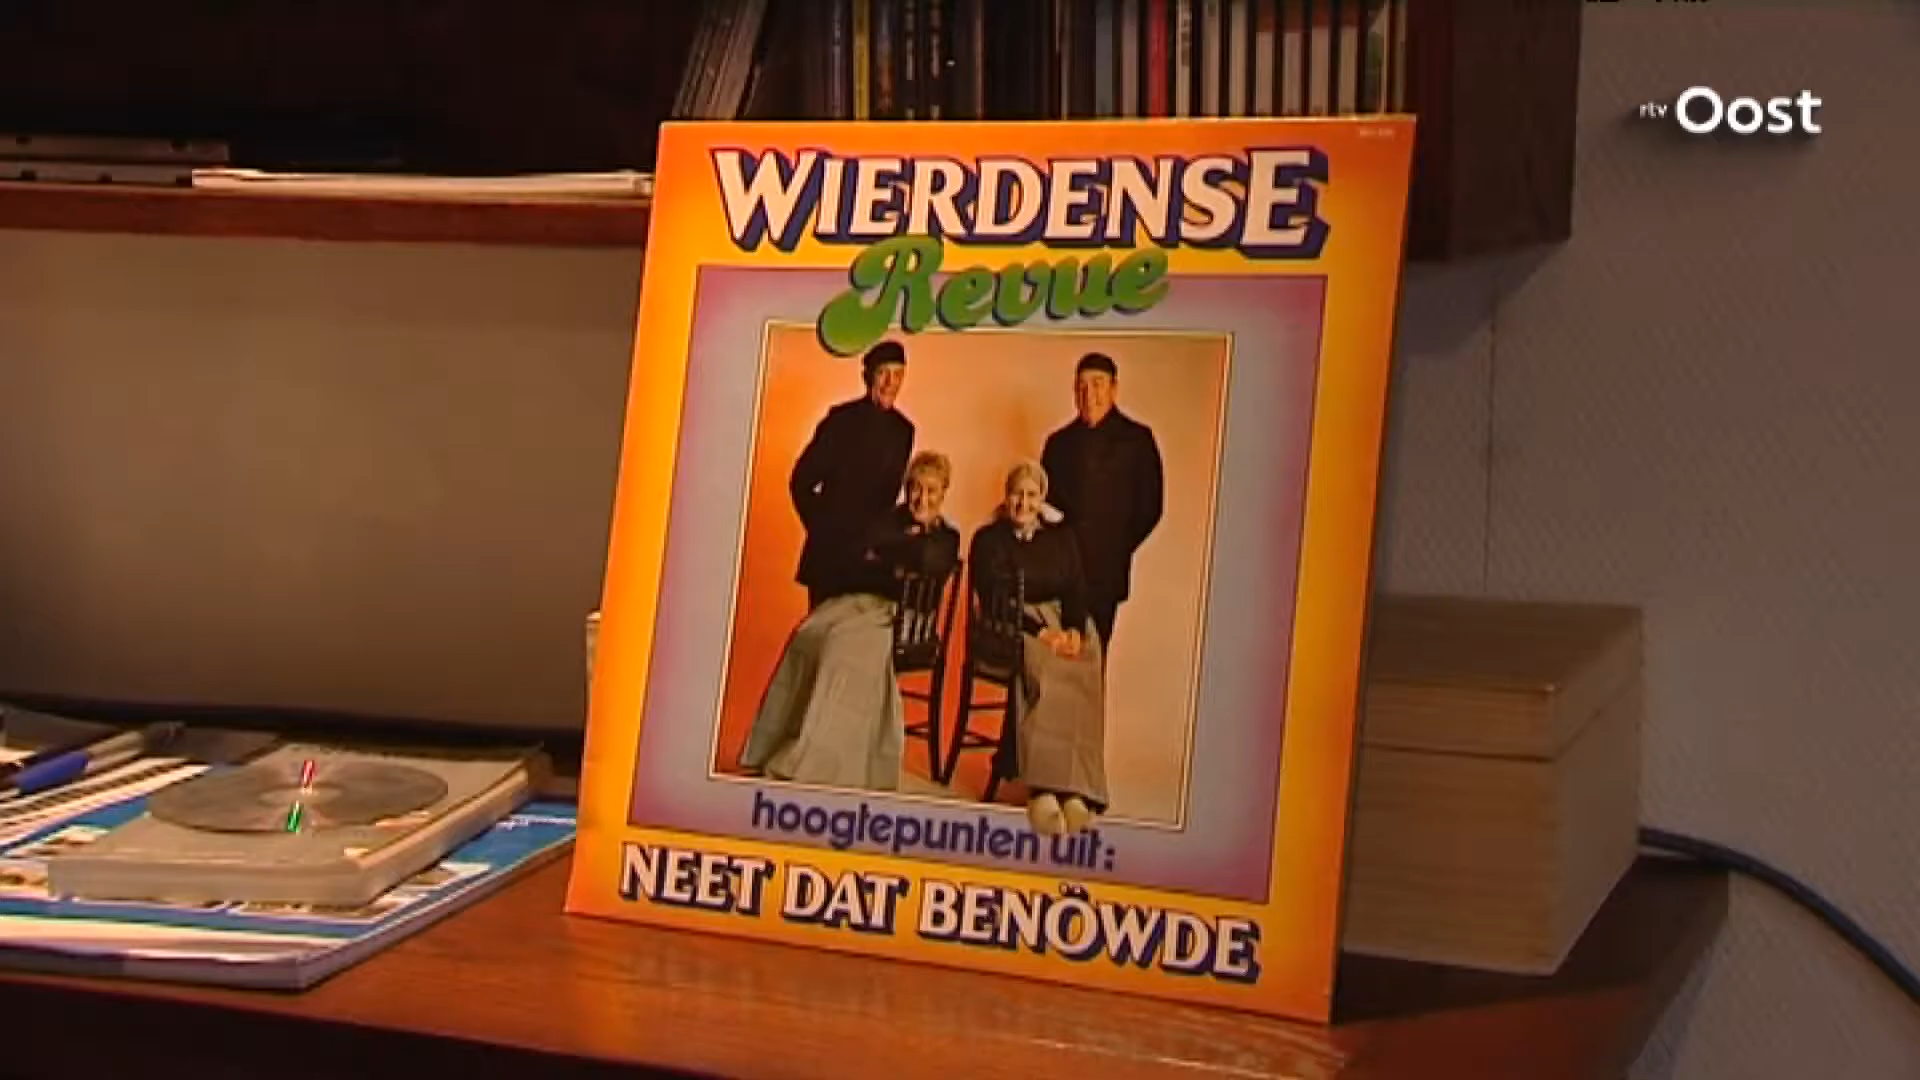 rtv Oost
WIERDENSE
Revue
hoogtepunten uit:
NEET DAT BENÖWDE